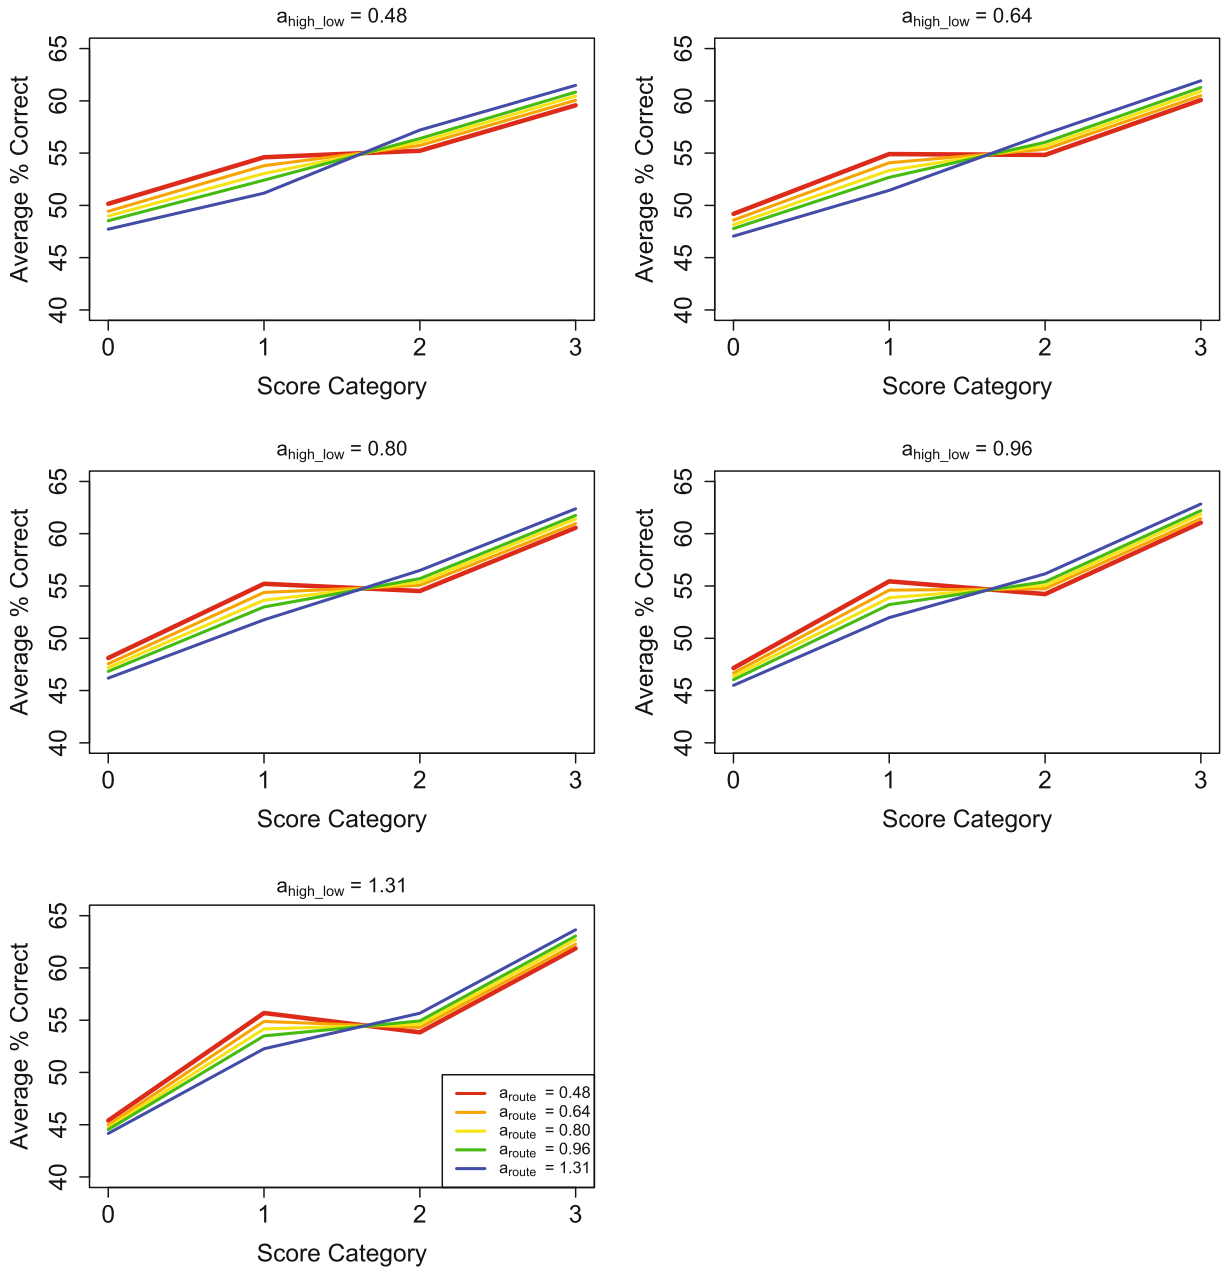 a_high_low = 0.48
65
60
55
50
45
40
Average % Correct
0 1 2 3
Score Category
a_high_low = 0.64
65
60
55
50
45
40
Average % Correct
0 1 2 3
Score Category
a_high_low = 0.80
65
60
55
50
45
40
Average % Correct
0 1 2 3
Score Category
a_high_low = 0.96
65
60
55
50
45
40
Average % Correct
0 1 2 3
Score Category
a_high_low = 1.31
65
60
55
50
45
40
Average % Correct
a_route = 0.48
a_route = 0.64
a_route = 0.80
a_route = 0.96
a_route = 1.31
0 1 2 3
Score Category